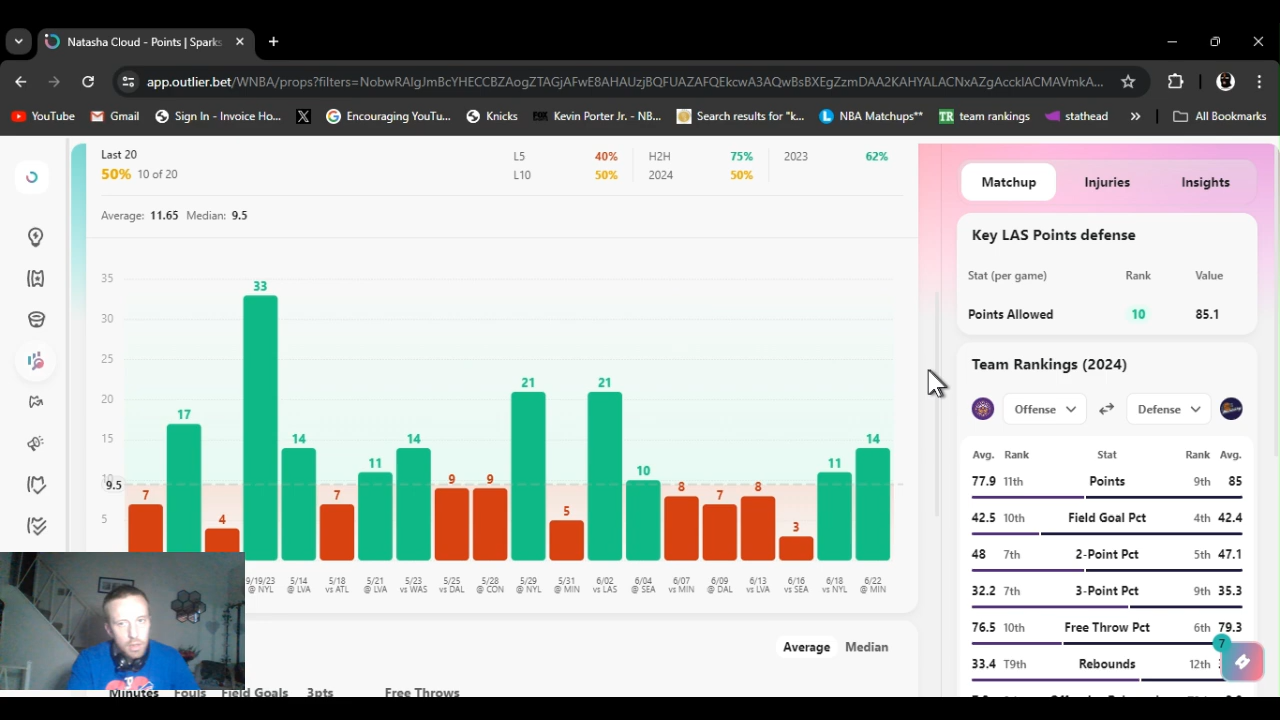 Natasha Cloud - Points | Sparks
app.outlier.bet/WNBA/props?filters=NobwRAlgJmBcYHECCBZAogZTAGjAFwE8AHAUzjBQFUAZAFQEkcwA3AQwBsBXEgZzmDAA2KAHYALACNxAZgAccklACMAVmkA...
YouTube Gmail Sign In - Invoice Ho... Encouraging YouTu... Knicks Kevin Porter Jr. - NB... Search results for "k... NBA Matchups** TR team rankings stathead » All Bookmarks
Last 20
50% 10 of 20
L5 40% H2H 75% 2023 62%
L10 50% 2024 50%
Average: 11.65 Median: 9.5
35
30
25
20
15
10
9.5
5
7 17 4 33 14 7 11 14 9 9 21 5 21 10 8 7 8 3 11 14
9/19/23 5/14 5/18 5/21 5/23 5/25 5/28 5/29 5/31 6/02 6/04 6/07 6/09 6/13 6/16 6/18 6/22
@ NYL @ LVA vs ATL @ LVA vs WAS vs DAL @ CON @ NYL @ MIN vs LAS @ SEA vs MIN @ DAL vs LVA vs SEA vs NYL @ MIN
Average Median
Minutes Fouls Field Goals 3pts Free Throws
Matchup Injuries Insights
Key LAS Points defense
Stat (per game) Rank Value
Points Allowed 10 85.1
Team Rankings (2024)
Offense Defense
Avg. Rank Stat Rank Avg.
77.9 11th Points 9th 85
42.5 10th Field Goal Pct 4th 42.4
48 7th 2-Point Pct 5th 47.1
32.2 7th 3-Point Pct 9th 35.3
76.5 10th Free Throw Pct 6th 79.3
33.4 T9th Rebounds 12th
7